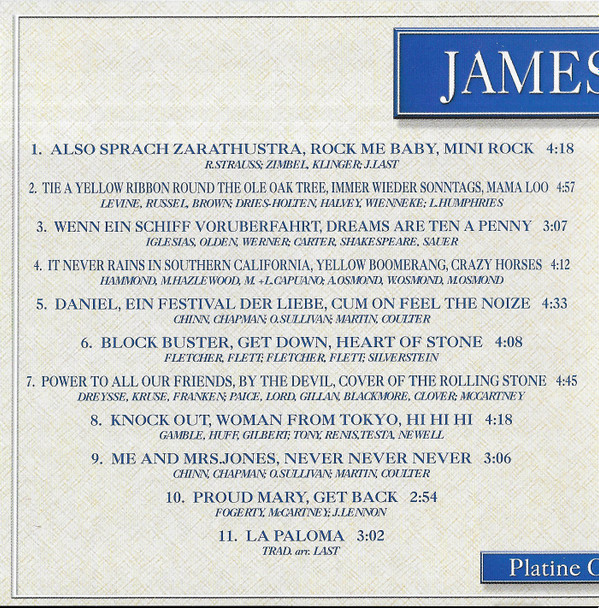 JAMES
1. ALSO SPRACH ZARATHUSTRA, ROCK ME BABY, MINI ROCK 4:18
R.STRAUSS; ZIMBEL, KLINGER; J.LAST
2. TIE A YELLOW RIBBON ROUND THE OLE OAK TREE, IMMER WIEDER SONNTAGS, MAMA LOO 4:57
LEVINE, RUSSEL, BROWN; DRIES-HOLTEN, HALVEY, WIENNEKE; L.HUMPHRIES
3. WENN EIN SCHIFF VORUBERFAHRT, DREAMS ARE TEN A PENNY 3:07
IGLESIAS, OLDEN, WERNER; CARTER, SHAKESPEARE, SAUER
4. IT NEVER RAINS IN SOUTHERN CALIFORNIA, YELLOW BOOMERANG, CRAZY HORSES 4:12
HAMMOND, M.HAZLEWOOD, M. +L.CAPUANO; A.OSMOND, W.OSMOND, M.OSMOND
5. DANIEL, EIN FESTIVAL DER LIEBE, CUM ON FEEL THE NOIZE 4:33
CHINN, CHAPMAN; O.SULLIVAN; MARTIN, COULTER
6. BLOCK BUSTER, GET DOWN, HEART OF STONE 4:08
FLETCHER, FLETT; FLETCHER, FLETT; SILVERSTEIN
7. POWER TO ALL OUR FRIENDS, BY THE DEVIL, COVER OF THE ROLLING STONE 4:45
DREYSSE, KRUSE, FRANKEN; PAICE, LORD, GILLAN, BLACKMORE, CLOVER; McCARTNEY
8. KNOCK OUT, WOMAN FROM TOKYO, HI HI HI 4:18
GAMBLE, HUFF, GILBERT; TONY, RENIS,TESTA, NEWELL
9. ME AND MRS.JONES, NEVER NEVER NEVER 3:06
CHINN, CHAPMAN; O.SULLIVAN; MARTIN, COULTER
10. PROUD MARY, GET BACK 2:54
FOGERTY, McCARTNEY; J.LENNON
11. LA PALOMA 3:02
TRAD. arr. LAST
Platine C